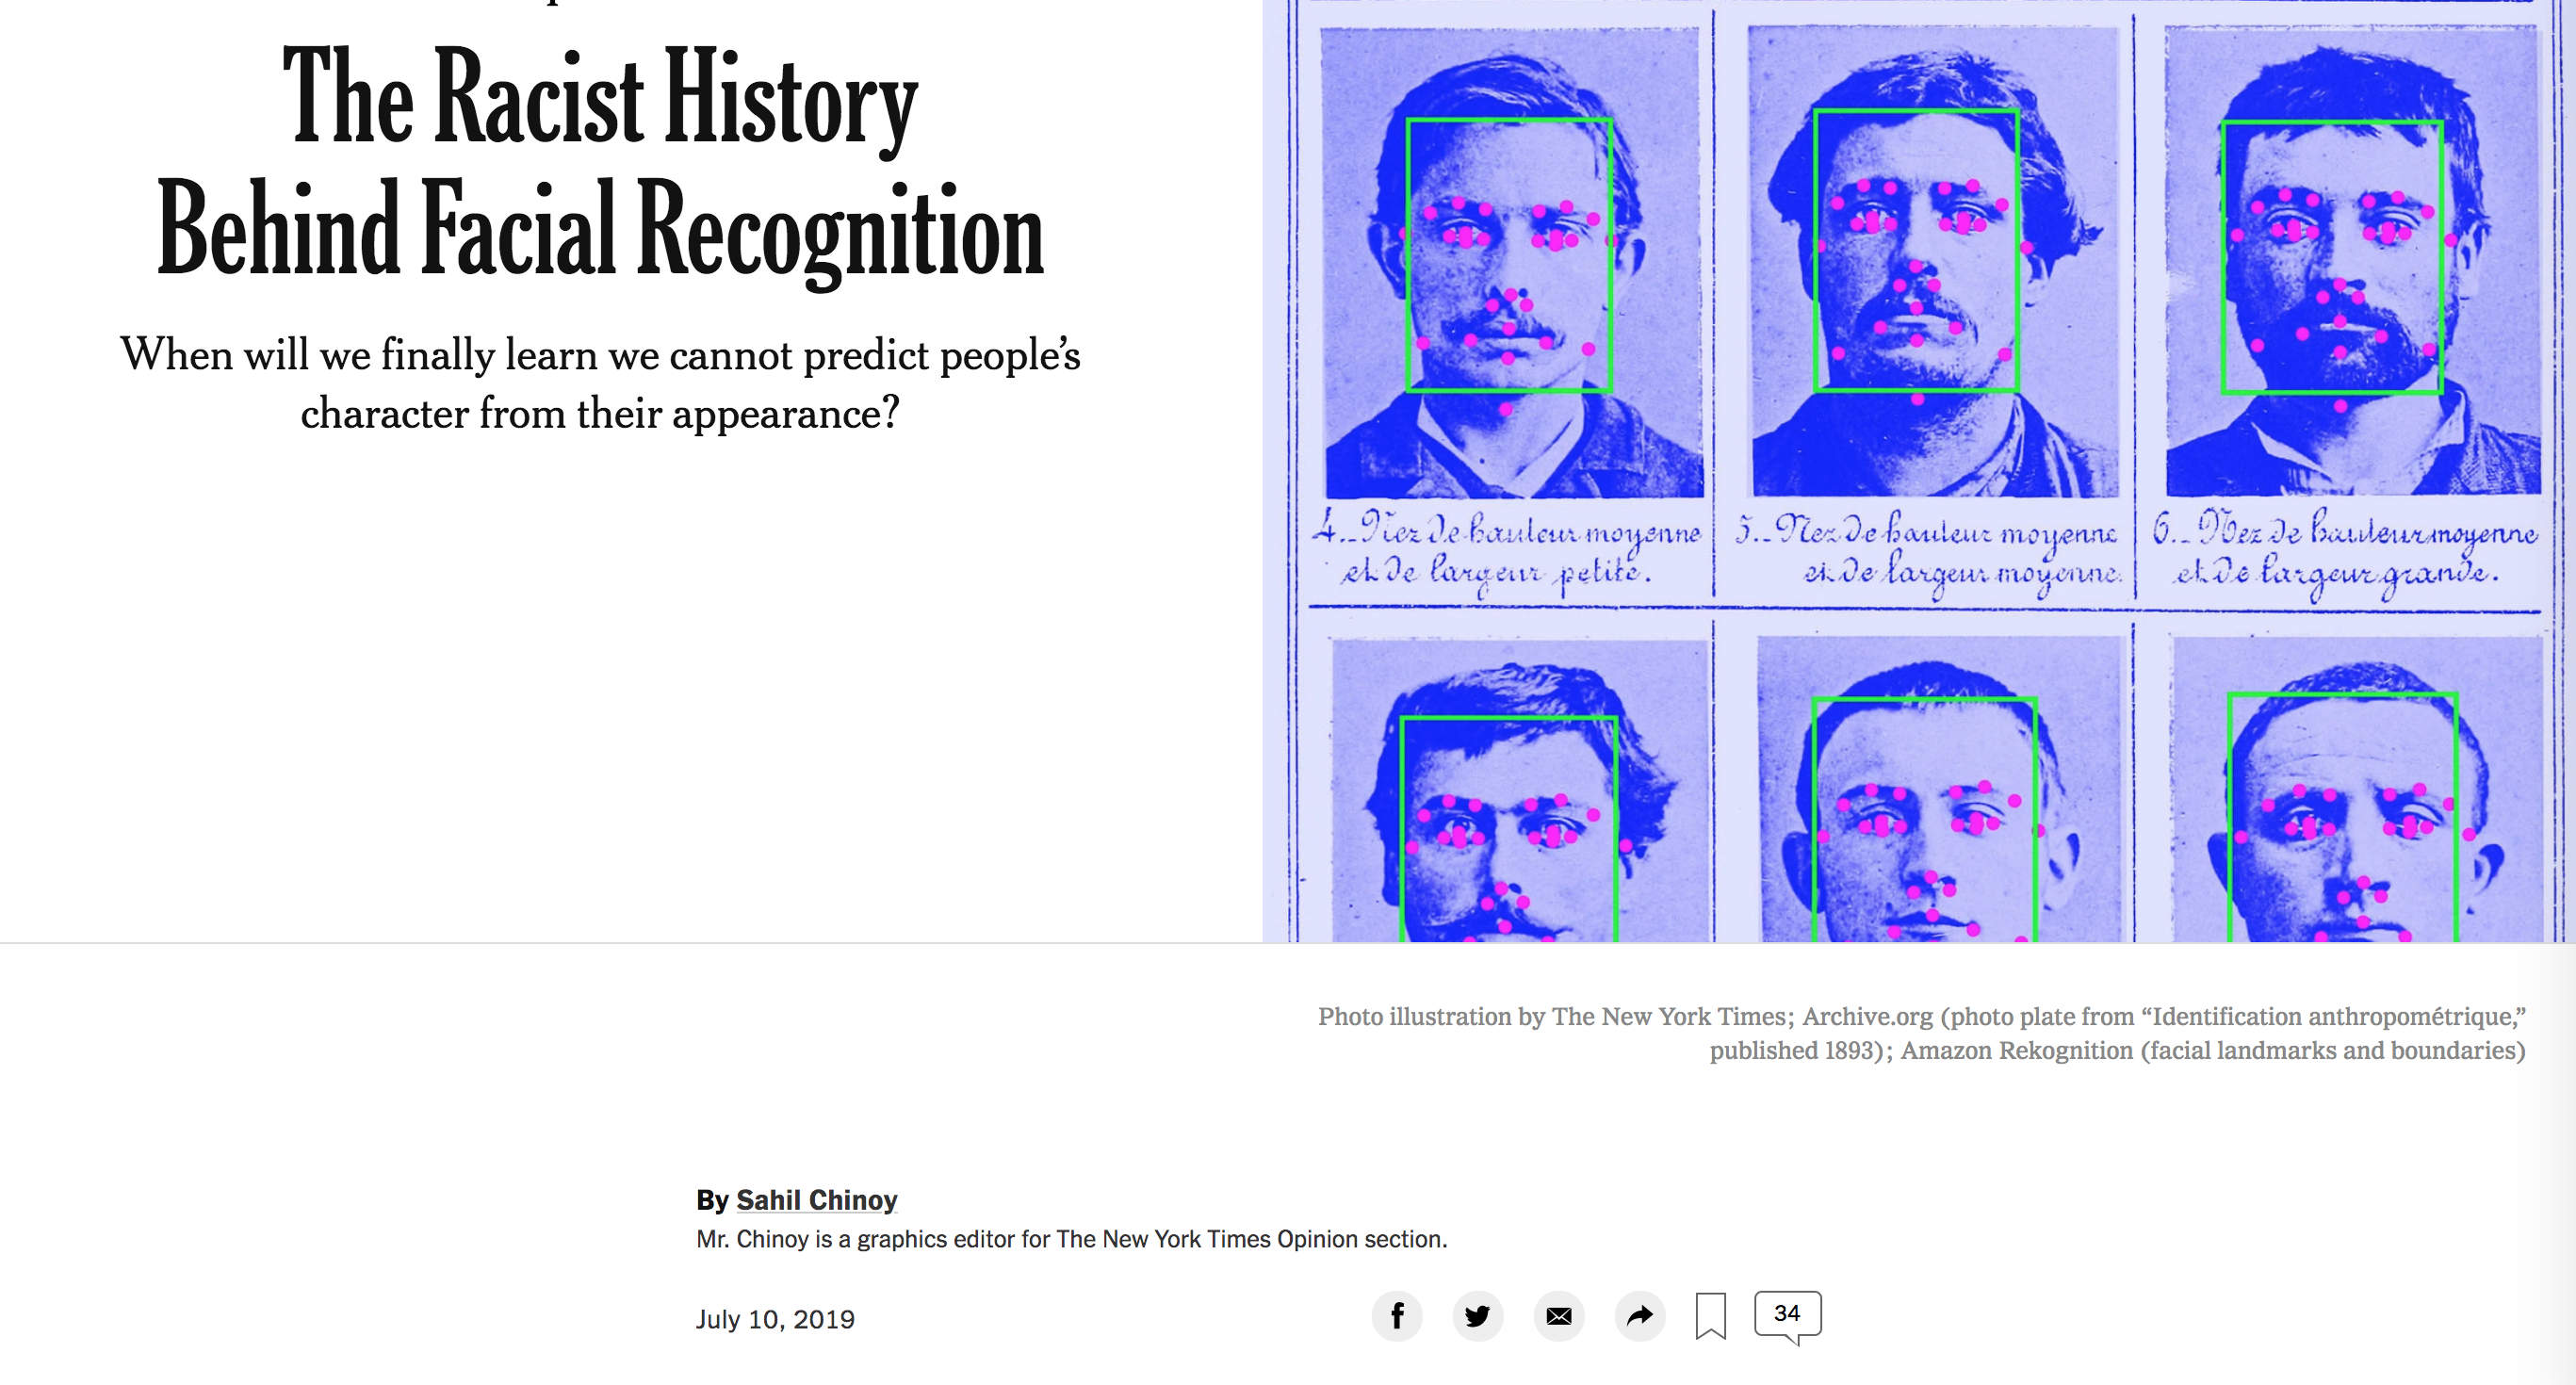 The Racist History
Behind Facial Recognition
When will we finally learn we cannot predict people’s
character from their appearance?
4._ Nez de hauteur moyenne
et de largeur petite.
5._ Nez de hauteur moyenne
et de largeur moyenne.
6._ Nez de hauteur moyenne
et de largeur grande.
Photo illustration by The New York Times; Archive.org (photo plate from “Identification anthropométrique,”
published 1893); Amazon Rekognition (facial landmarks and boundaries)
By Sahil Chinoy
Mr. Chinoy is a graphics editor for The New York Times Opinion section.
July 10, 2019
34